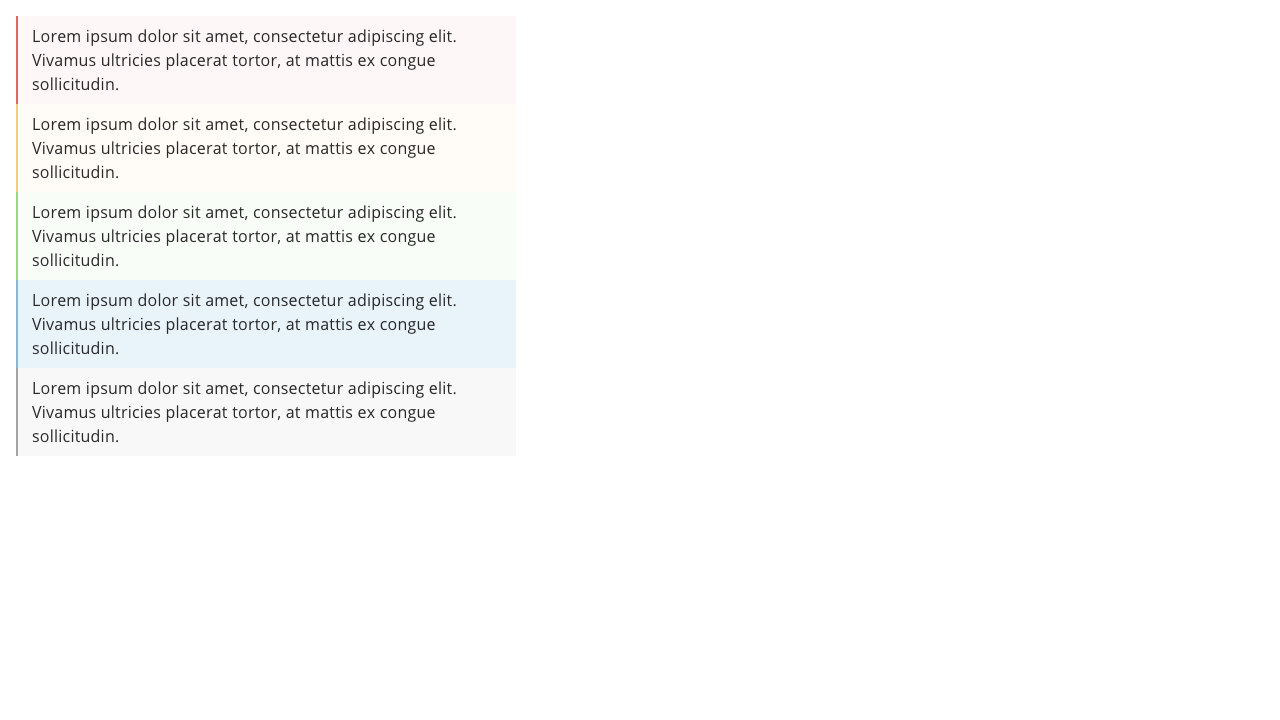 Lorem ipsum dolor sit amet, consectetur adipiscing elit.
Vivamus ultricies placerat tortor, at mattis ex congue
sollicitudin.
Lorem ipsum dolor sit amet, consectetur adipiscing elit.
Vivamus ultricies placerat tortor, at mattis ex congue
sollicitudin.
Lorem ipsum dolor sit amet, consectetur adipiscing elit.
Vivamus ultricies placerat tortor, at mattis ex congue
sollicitudin.
Lorem ipsum dolor sit amet, consectetur adipiscing elit.
Vivamus ultricies placerat tortor, at mattis ex congue
sollicitudin.
Lorem ipsum dolor sit amet, consectetur adipiscing elit.
Vivamus ultricies placerat tortor, at mattis ex congue
sollicitudin.